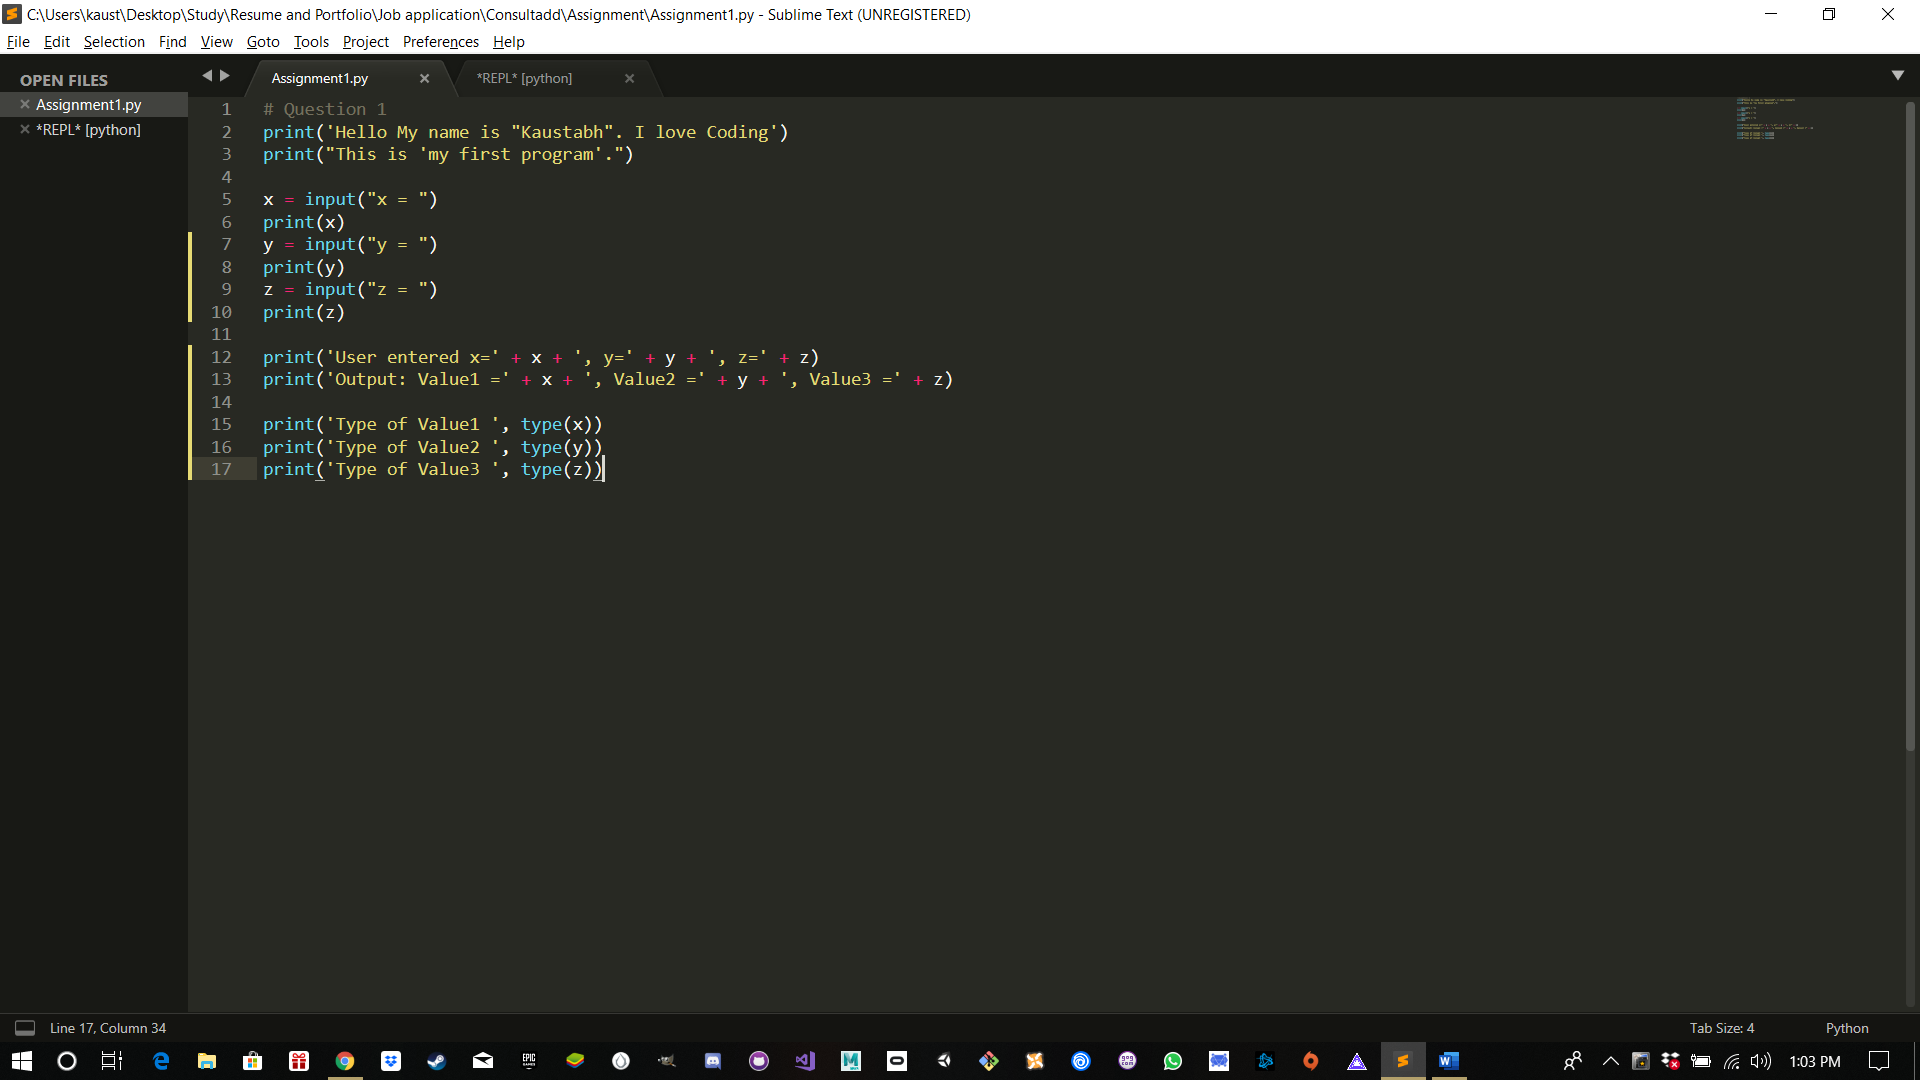 C:\Users\kaust\Desktop\Study\Resume and Portfolio\Job application\Consultadd\Assignment\Assignment1.py - Sublime Text (UNREGISTERED)
File Edit Selection Find View Goto Tools Project Preferences Help
OPEN FILES
Assignment1.py
*REPL* [python]
Assignment1.py *REPL* [python]
1 # Question 1
2 print('Hello My name is "Kaustabh". I love Coding')
3 print("This is 'my first program'.")
4
5 x = input("x = ")
6 print(x)
7 y = input("y = ")
8 print(y)
9 z = input("z = ")
10 print(z)
11
12 print('User entered x=' + x + ', y=' + y + ', z=' + z)
13 print('Output: Value1 =' + x + ', Value2 =' + y + ', Value3 =' + z)
14
15 print('Type of Value1 ', type(x))
16 print('Type of Value2 ', type(y))
17 print('Type of Value3 ', type(z))
Line 17, Column 34 Tab Size: 4 Python
EPIC GAMES
1:03 PM